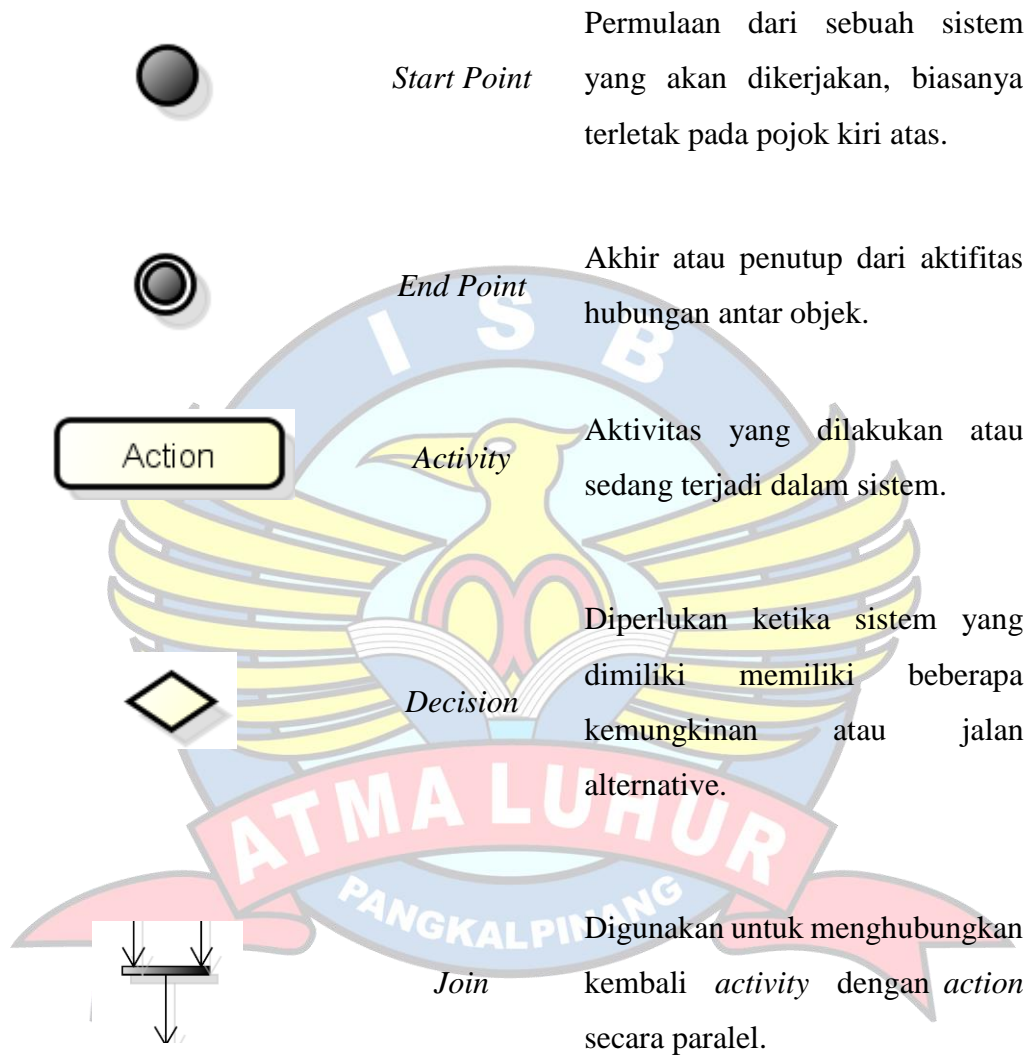 Permulaan dari sebuah sistem
Start Point yang akan dikerjakan, biasanya
terletak pada pojok kiri atas.
End Point
Akhir atau penutup dari aktifitas
hubungan antar objek.
Action
Activity
Aktivitas yang dilakukan atau
sedang terjadi dalam sistem.
Decision
Diperlukan ketika sistem yang
dimiliki memiliki beberapa
kemungkinan atau jalan
alternative.
Join
Digunakan untuk menghubungkan
kembali activity dengan action
secara paralel.
I S B
ATMA LUHUR
PANGKALPINANG